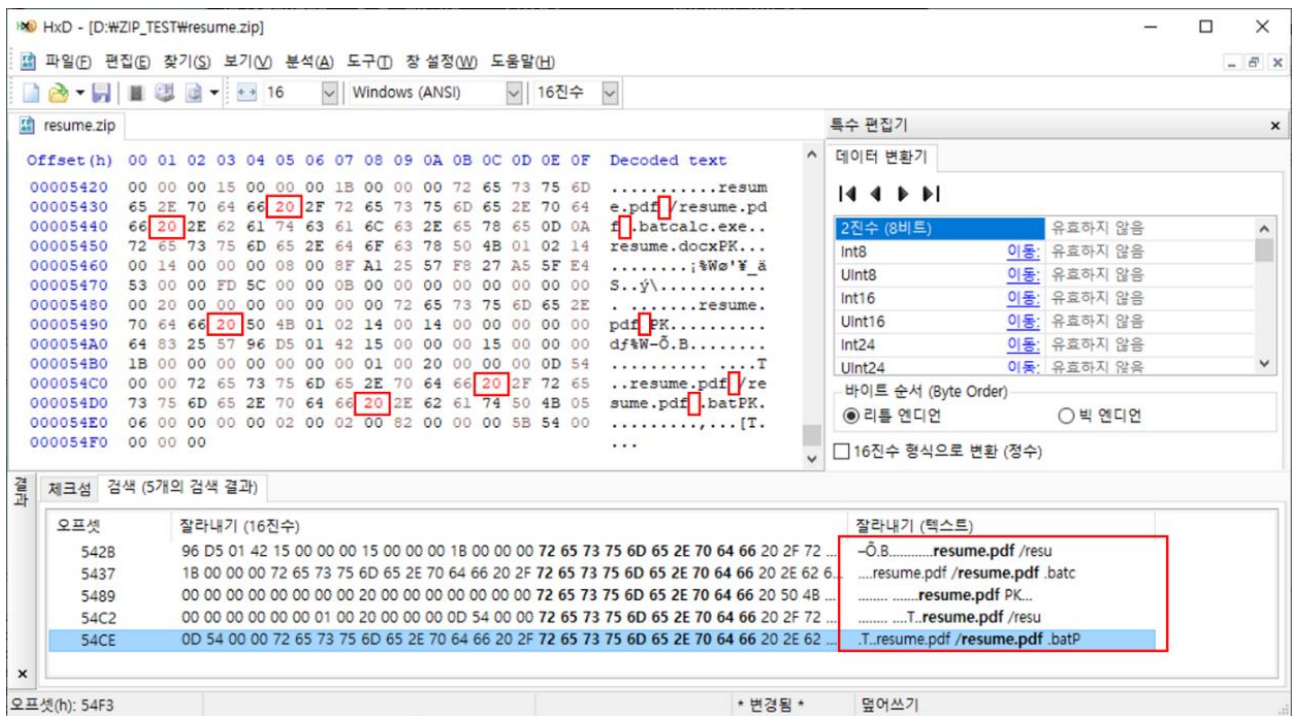 HxD - [D:₩ZIP_TEST₩resume.zip]
파일(F) 편집(E) 찾기(S) 보기(V) 분석(A) 도구(T) 창 설정(W) 도움말(H)
16 Windows (ANSI) 16진수
resume.zip
Offset(h) 00 01 02 03 04 05 06 07 08 09 0A 0B 0C 0D 0E 0F Decoded text
00005420 00 00 00 15 00 00 00 1B 00 00 00 72 65 73 75 6D ...........resum
00005430 65 2E 70 64 66 20 2F 72 65 73 75 6D 65 2E 70 64 e.pdf /resume.pd
00005440 66 20 2E 62 61 74 63 61 6C 63 2E 65 78 65 0D 0A f .batcalc.exe..
00005450 72 65 73 75 6D 65 2E 64 6F 63 78 50 4B 01 02 14 resume.docxPK...
00005460 00 14 00 00 00 08 00 8F A1 25 57 F8 27 A5 5F E4 ........¡%Wø'¥_ä
00005470 53 00 00 FD 5C 00 00 0B 00 00 00 00 00 00 00 00 S..ý\...........
00005480 00 20 00 00 00 00 00 00 00 72 65 73 75 6D 65 2E . .......resume.
00005490 70 64 66 20 50 4B 01 02 14 00 14 00 00 00 00 00 pdf PK..........
000054A0 64 83 25 57 96 D5 01 42 15 00 00 00 15 00 00 00 dƒ%W–Õ.B........
000054B0 1B 00 00 00 00 00 00 00 01 00 20 00 00 00 0D 54 .......... ....T
000054C0 00 00 72 65 73 75 6D 65 2E 70 64 66 20 2F 72 65 ..resume.pdf /re
000054D0 73 75 6D 65 2E 70 64 66 20 2E 62 61 74 50 4B 05 sume.pdf .batPK.
000054E0 06 00 00 00 00 02 00 02 00 82 00 00 00 5B 54 00 .........‚...[T.
000054F0 00 00 00 ...
특수 편집기
데이터 변환기
2진수 (8비트) 유효하지 않음
Int8 이동: 유효하지 않음
UInt8 이동: 유효하지 않음
Int16 이동: 유효하지 않음
UInt16 이동: 유효하지 않음
Int24 이동: 유효하지 않음
UInt24 이동: 유효하지 않음
바이트 순서 (Byte Order)
리틀 엔디언 빅 엔디언
16진수 형식으로 변환 (정수)
결과
체크섬 검색 (5개의 검색 결과)
오프셋 잘라내기 (16진수) 잘라내기 (텍스트)
542B 96 D5 01 42 15 00 00 00 15 00 00 00 1B 00 00 00 72 65 73 75 6D 65 2E 70 64 66 20 2F 72 ... –Õ.B............resume.pdf /resu
5437 1B 00 00 00 72 65 73 75 6D 65 2E 70 64 66 20 2F 72 65 73 75 6D 65 2E 70 64 66 20 2E 62 6... ....resume.pdf /resume.pdf .batc
5489 00 00 00 00 00 00 00 00 20 00 00 00 00 00 00 00 72 65 73 75 6D 65 2E 70 64 66 20 50 4B ... ........ .......resume.pdf PK...
54C2 00 00 00 00 00 00 01 00 20 00 00 00 0D 54 00 00 72 65 73 75 6D 65 2E 70 64 66 20 2F 72 ... ........ ....T..resume.pdf /resu
54CE 0D 54 00 00 72 65 73 75 6D 65 2E 70 64 66 20 2F 72 65 73 75 6D 65 2E 70 64 66 20 2E 62 ... .T..resume.pdf /resume.pdf .batP
오프셋(h): 54F3 * 변경됨 * 덮어쓰기